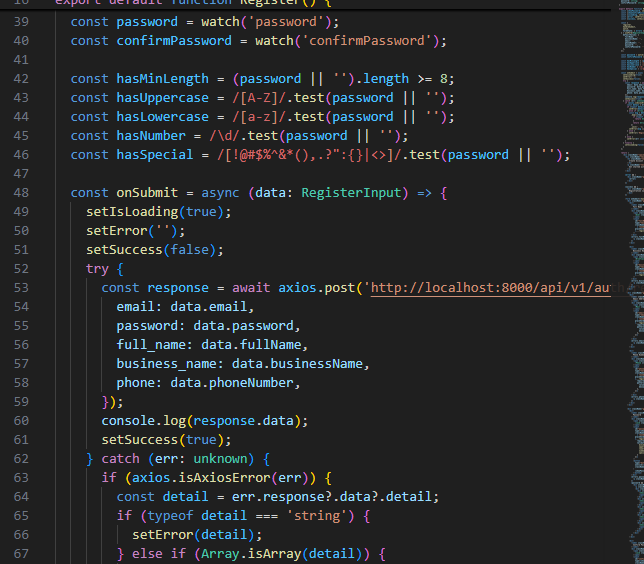 16 export default function Register() {
39 const password = watch('password');
40 const confirmPassword = watch('confirmPassword');
41
42 const hasMinLength = (password || '').length >= 8;
43 const hasUppercase = /[A-Z]/.test(password || '');
44 const hasLowercase = /[a-z]/.test(password || '');
45 const hasNumber = /\d/.test(password || '');
46 const hasSpecial = /[!@#$%^&*(),.?":{}|<>]/.test(password || '');
47
48 const onSubmit = async (data: RegisterInput) => {
49 setIsLoading(true);
50 setError('');
51 setSuccess(false);
52 try {
53 const response = await axios.post('http://localhost:8000/api/v1/auth
54 email: data.email,
55 password: data.password,
56 full_name: data.fullName,
57 business_name: data.businessName,
58 phone: data.phoneNumber,
59 });
60 console.log(response.data);
61 setSuccess(true);
62 } catch (err: unknown) {
63 if (axios.isAxiosError(err)) {
64 const detail = err.response?.data?.detail;
65 if (typeof detail === 'string') {
66 setError(detail);
67 } else if (Array.isArray(detail)) {